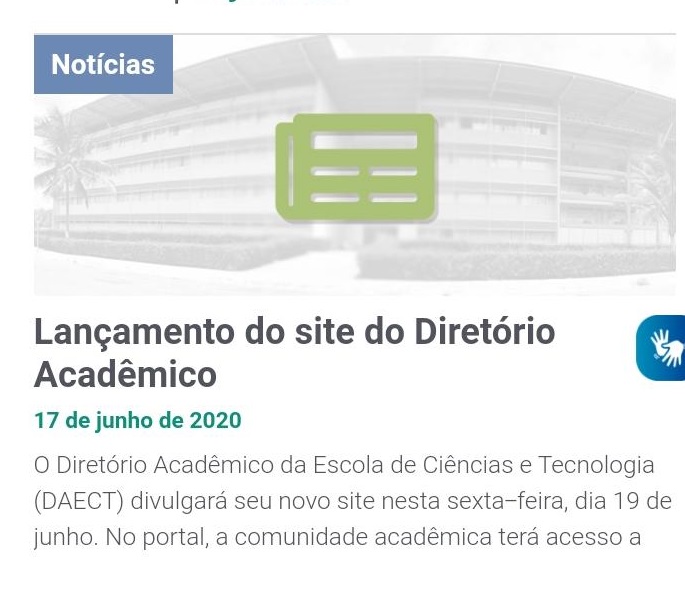 Notícias
Lançamento do site do Diretório
Acadêmico
17 de junho de 2020
O Diretório Acadêmico da Escola de Ciências e Tecnologia
(DAECT) divulgará seu novo site nesta sexta–feira, dia 19 de
junho. No portal, a comunidade acadêmica terá acesso a